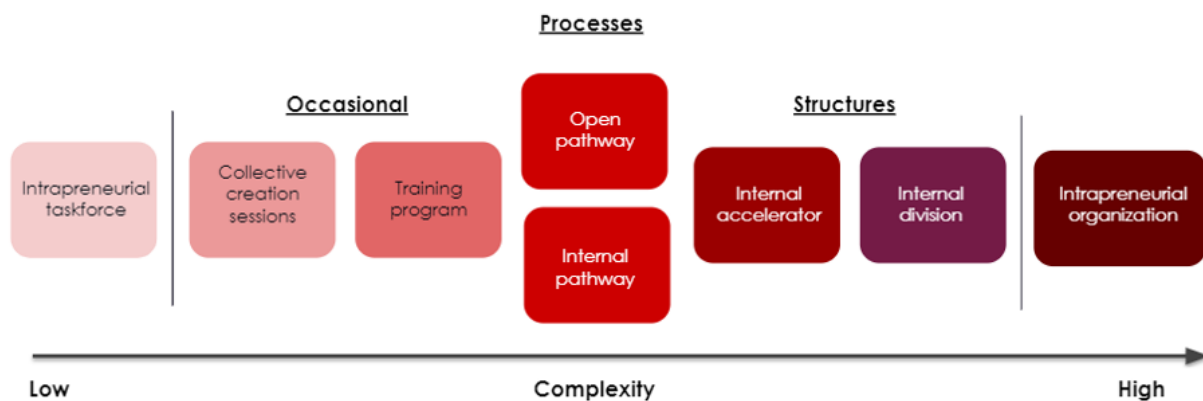 Processes
Occasional
Structures
Intrapreneurial
taskforce
Collective
creation
sessions
Training
program
Open
pathway
Internal
pathway
Internal
accelerator
Internal
division
Intrapreneurial
organization
Low
Complexity
High